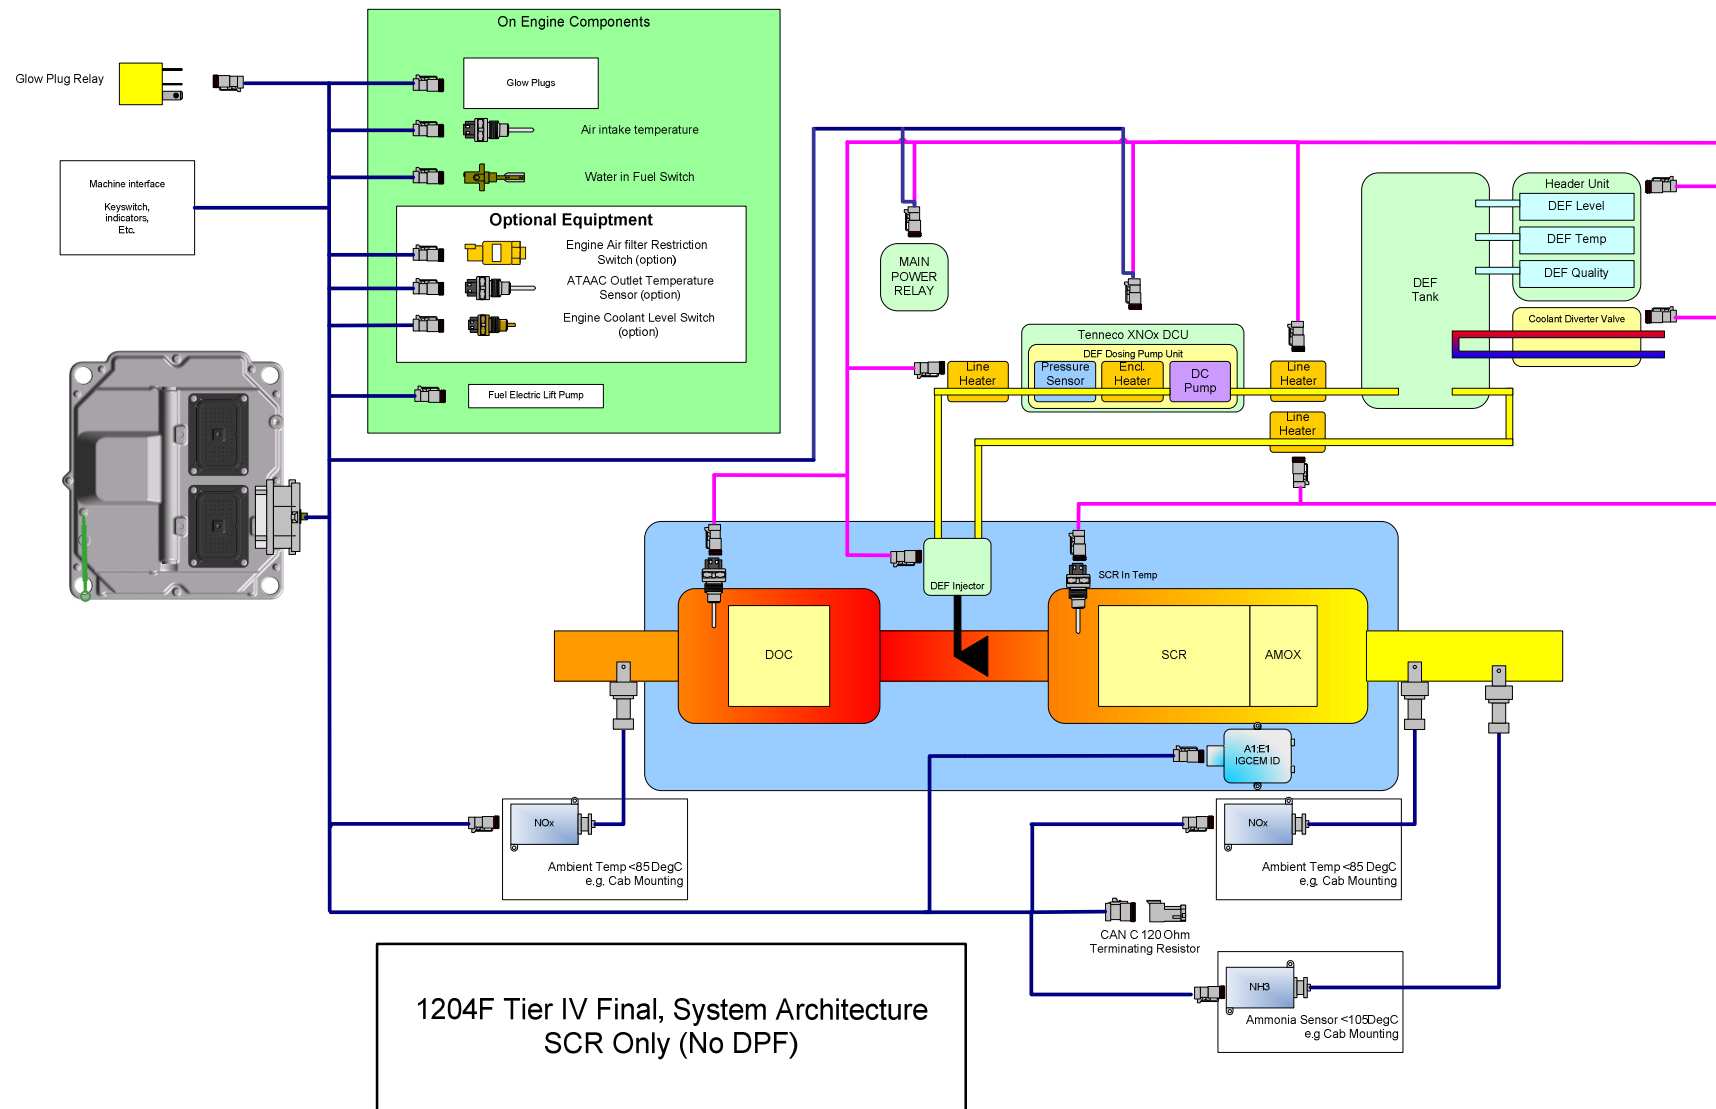 On Engine Components
Glow Plug Relay
Glow Plugs
Air intake temperature
Water in Fuel Switch
Machine interface
Keyswitch,
indicators,
Etc.
Optional Equiptment
Engine Air filter Restriction
Switch (option)
ATAAC Outlet Temperature
Sensor (option)
Engine Coolant Level Switch
(option)
Fuel Electric Lift Pump
MAIN
POWER
RELAY
DEF
Tank
Header Unit
DEF Level
DEF Temp
DEF Quality
Coolant Diverter Valve
Tenneco XNOx DCU
DEF Dosing Pump Unit
Line
Heater
Pressure
Sensor
Encl.
Heater
DC
Pump
Line
Heater
Line
Heater
DEF Injector
SCR In Temp
DOC
SCR
AMOX
A1:E1
IGCEM ID
NOx
Ambient Temp <85 DegC
e.g. Cab Mounting
NOx
Ambient Temp <85 DegC
e.g. Cab Mounting
CAN C 120 Ohm
Terminating Resistor
NH3
Ammonia Sensor <105DegC
e.g Cab Mounting
1204F Tier IV Final, System Architecture
SCR Only (No DPF)